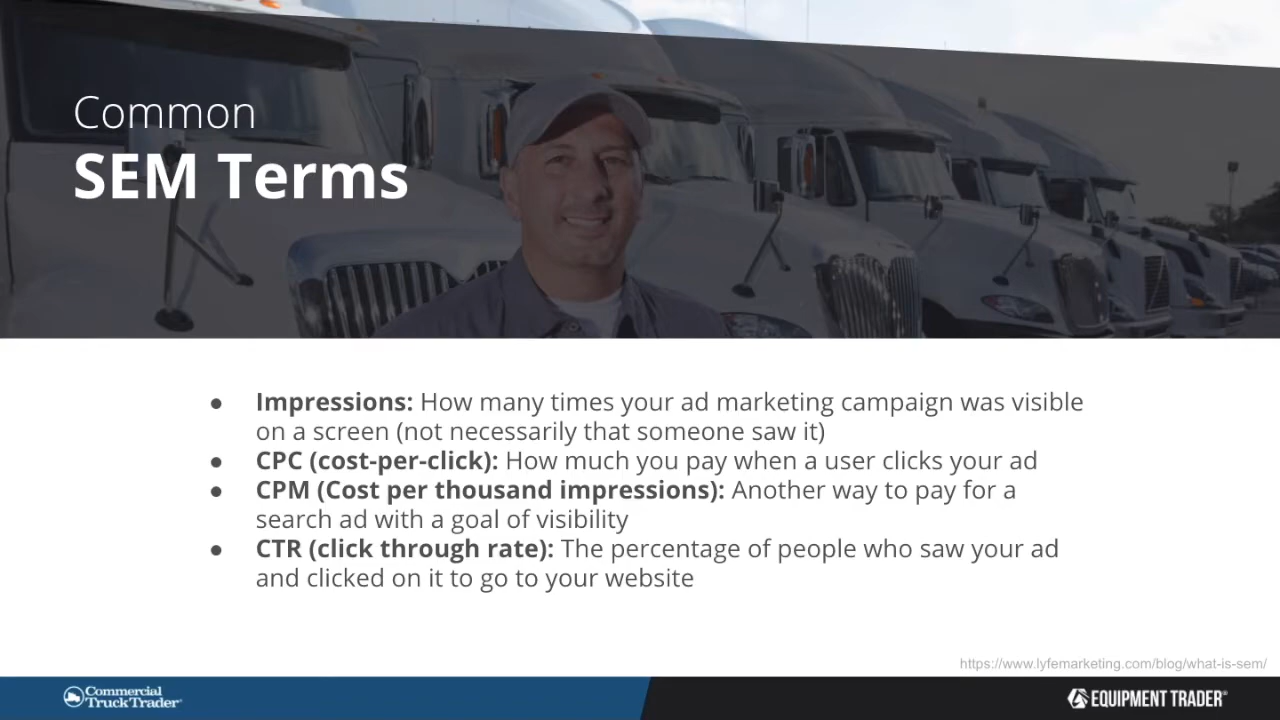 Common
SEM Terms
● Impressions: How many times your ad marketing campaign was visible
on a screen (not necessarily that someone saw it)
● CPC (cost-per-click): How much you pay when a user clicks your ad
● CPM (Cost per thousand impressions): Another way to pay for a
search ad with a goal of visibility
● CTR (click through rate): The percentage of people who saw your ad
and clicked on it to go to your website
https://www.lyfemarketing.com/blog/what-is-sem/
Commercial
TruckTrader®
EQUIPMENT TRADER®